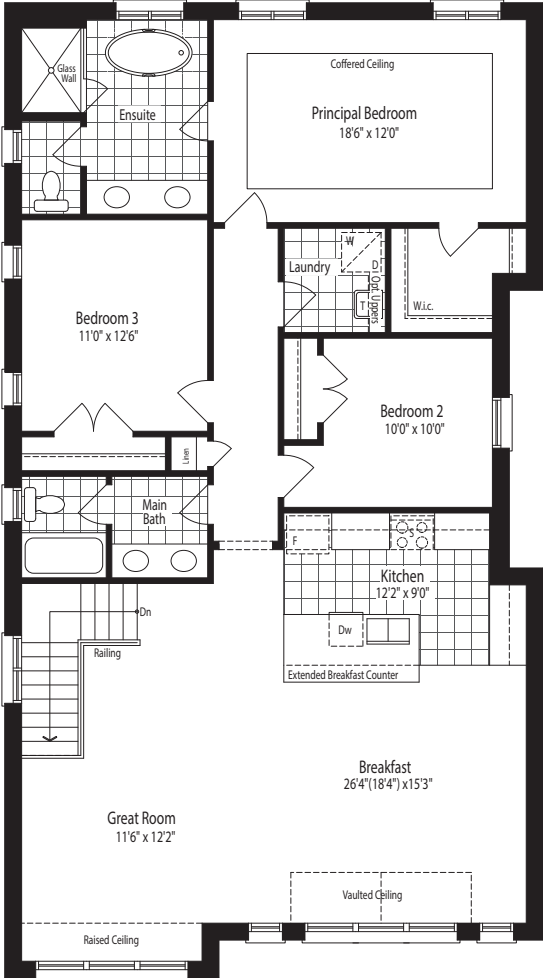 Coffered Ceiling
Glass
Wall
Ensuite
Principal Bedroom
18'6" x 12'0"
W
Laundry
D
Opt. Uppers
T
W.i.c.
Bedroom 3
11'0" x 12'6"
Bedroom 2
10'0" x 10'0"
Linen
Main
Bath
F
S
Kitchen
12'2" x 9'0"
Dn
Dw
Railing
Extended Breakfast Counter
Breakfast
26'4"(18'4") x15'3"
Great Room
11'6" x 12'2"
Vaulted Ceiling
Raised Ceiling